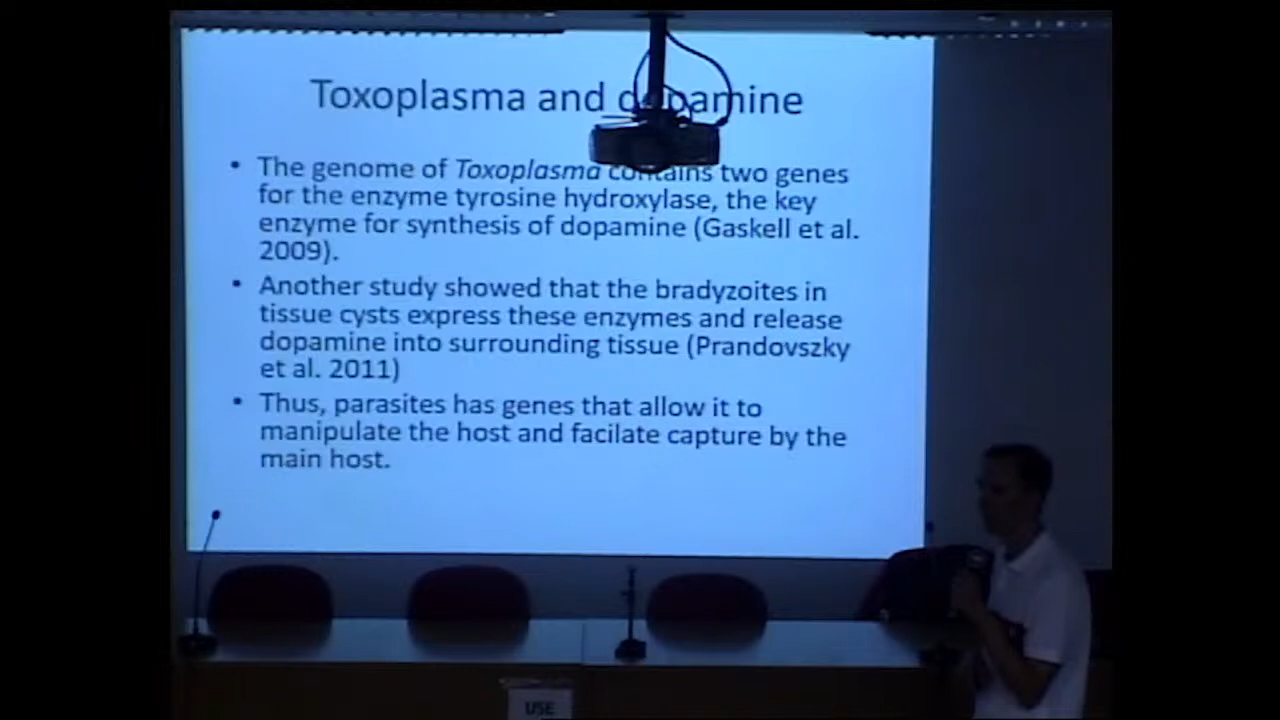 Toxoplasma and dopamine
• The genome of Toxoplasma contains two genes
for the enzyme tyrosine hydroxylase, the key
enzyme for synthesis of dopamine (Gaskell et al.
2009).
• Another study showed that the bradyzoites in
tissue cysts express these enzymes and release
dopamine into surrounding tissue (Prandovszky
et al. 2011)
• Thus, parasites has genes that allow it to
manipulate the host and facilate capture by the
main host.
USE